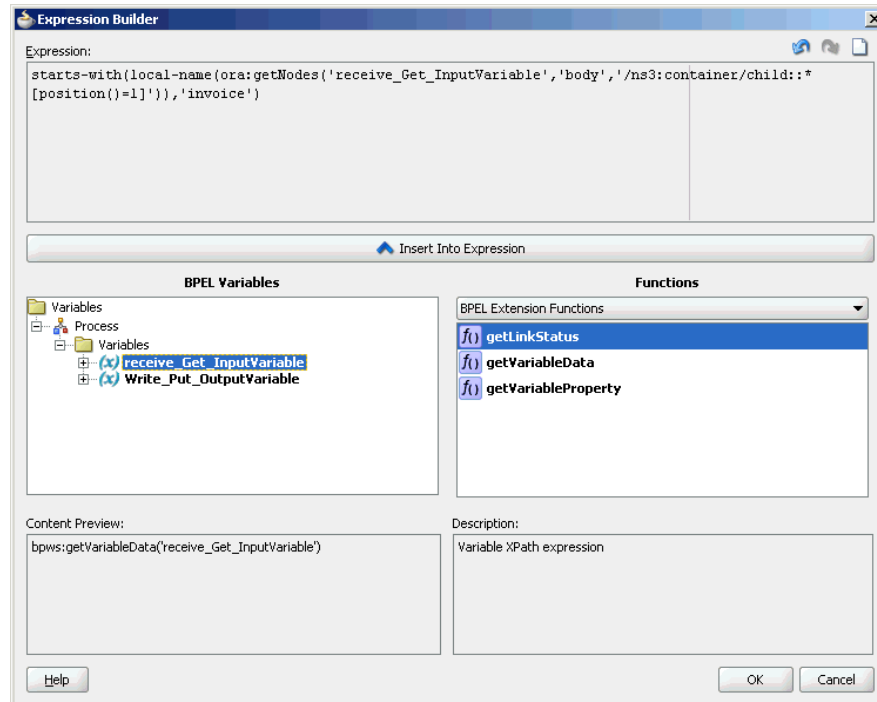 Expression Builder
Expression:
starts-with(local-name(ora:getNodes('receive_Get_InputVariable','body','/ns3:container/child::*
[position()=1]')),'invoice')
Insert Into Expression
BPEL Variables
Functions
Variables
Process
Variables
(x) receive_Get_InputVariable
(x) Write_Put_OutputVariable
BPEL Extension Functions
f() getLinkStatus
f() getVariableData
f() getVariableProperty
Content Preview:
bpws:getVariableData('receive_Get_InputVariable')
Description:
Variable XPath expression
Help
OK
Cancel